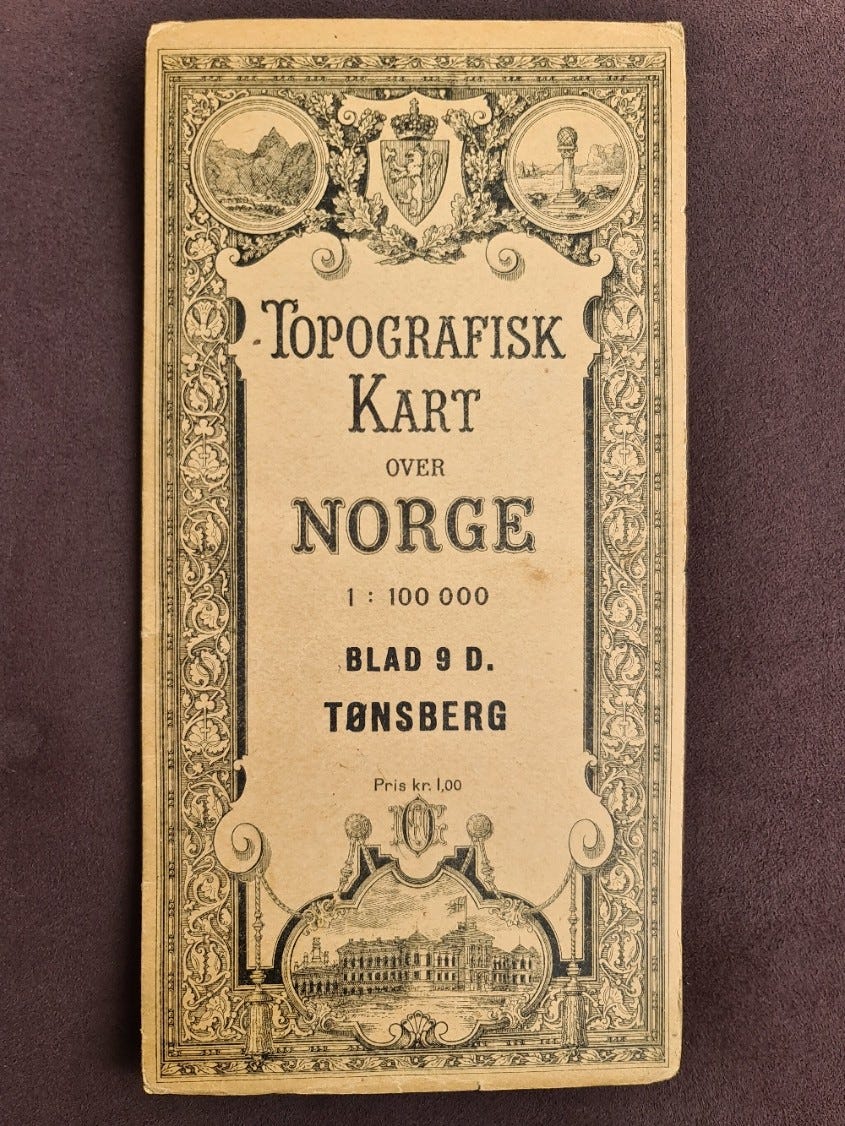 TOPOGRAFISK
KART
OVER
NORGE
1 : 100 000
BLAD 9 D.
TØNSBERG
Pris kr. 1,00